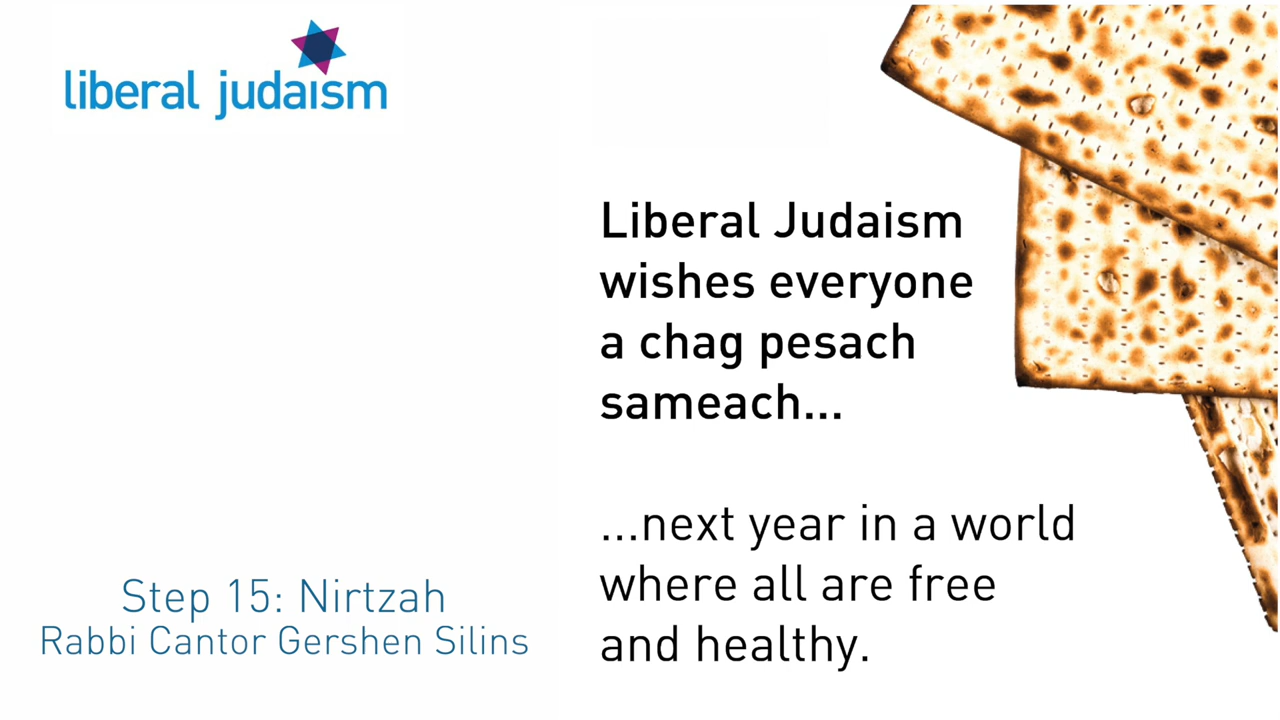 liberal judaism
Liberal Judaism
wishes everyone
a chag pesach
sameach...
...next year in a world
where all are free
and healthy.
Step 15: Nirtzah
Rabbi Cantor Gershen Silins